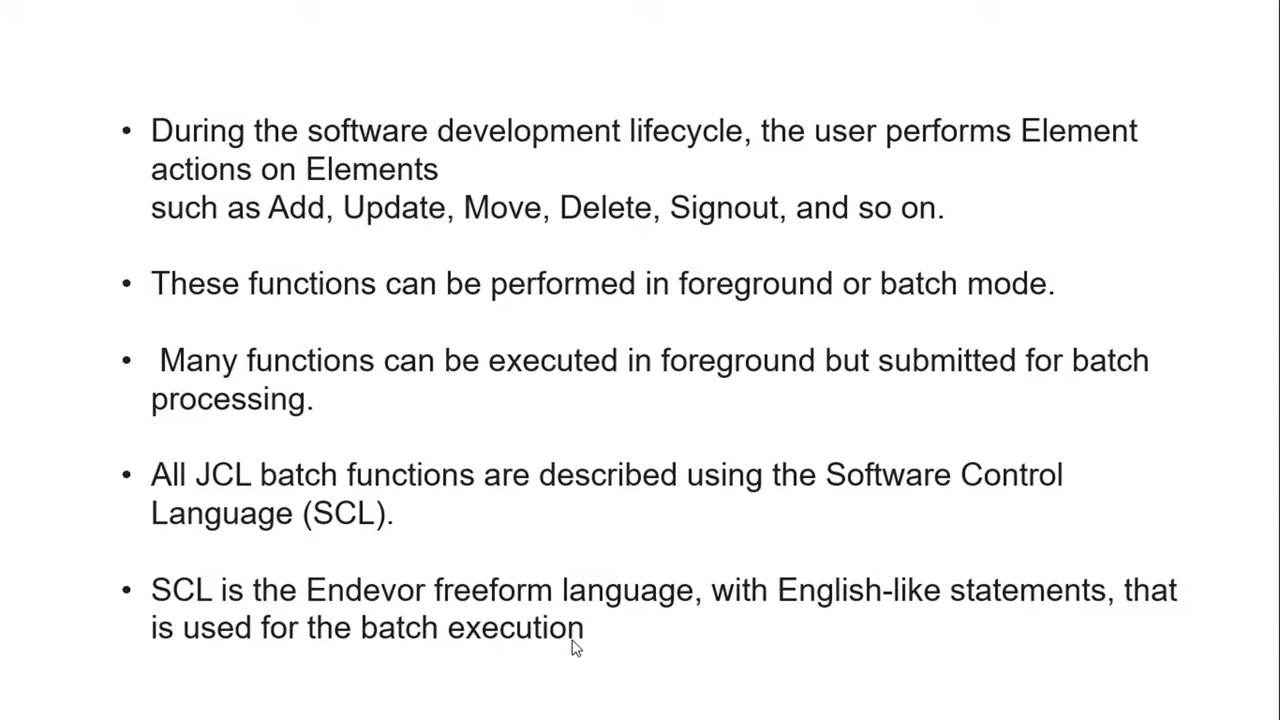 • During the software development lifecycle, the user performs Element
actions on Elements
such as Add, Update, Move, Delete, Signout, and so on.
• These functions can be performed in foreground or batch mode.
• Many functions can be executed in foreground but submitted for batch
processing.
• All JCL batch functions are described using the Software Control
Language (SCL).
• SCL is the Endevor freeform language, with English-like statements, that
is used for the batch execution